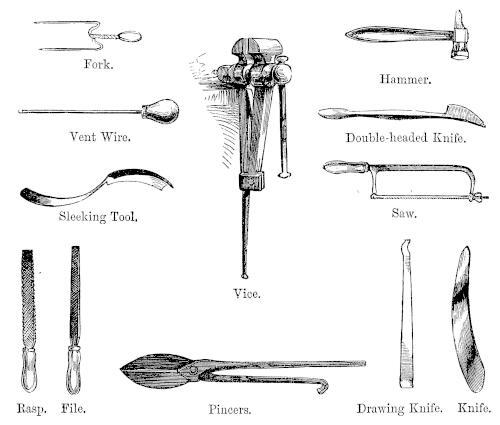 Fork.
Hammer.
Vent Wire.
Double-headed Knife.
Sleeking Tool,
Saw.
Vice.
Rasp.
File.
Pincers.
Drawing Knife.
Knife.